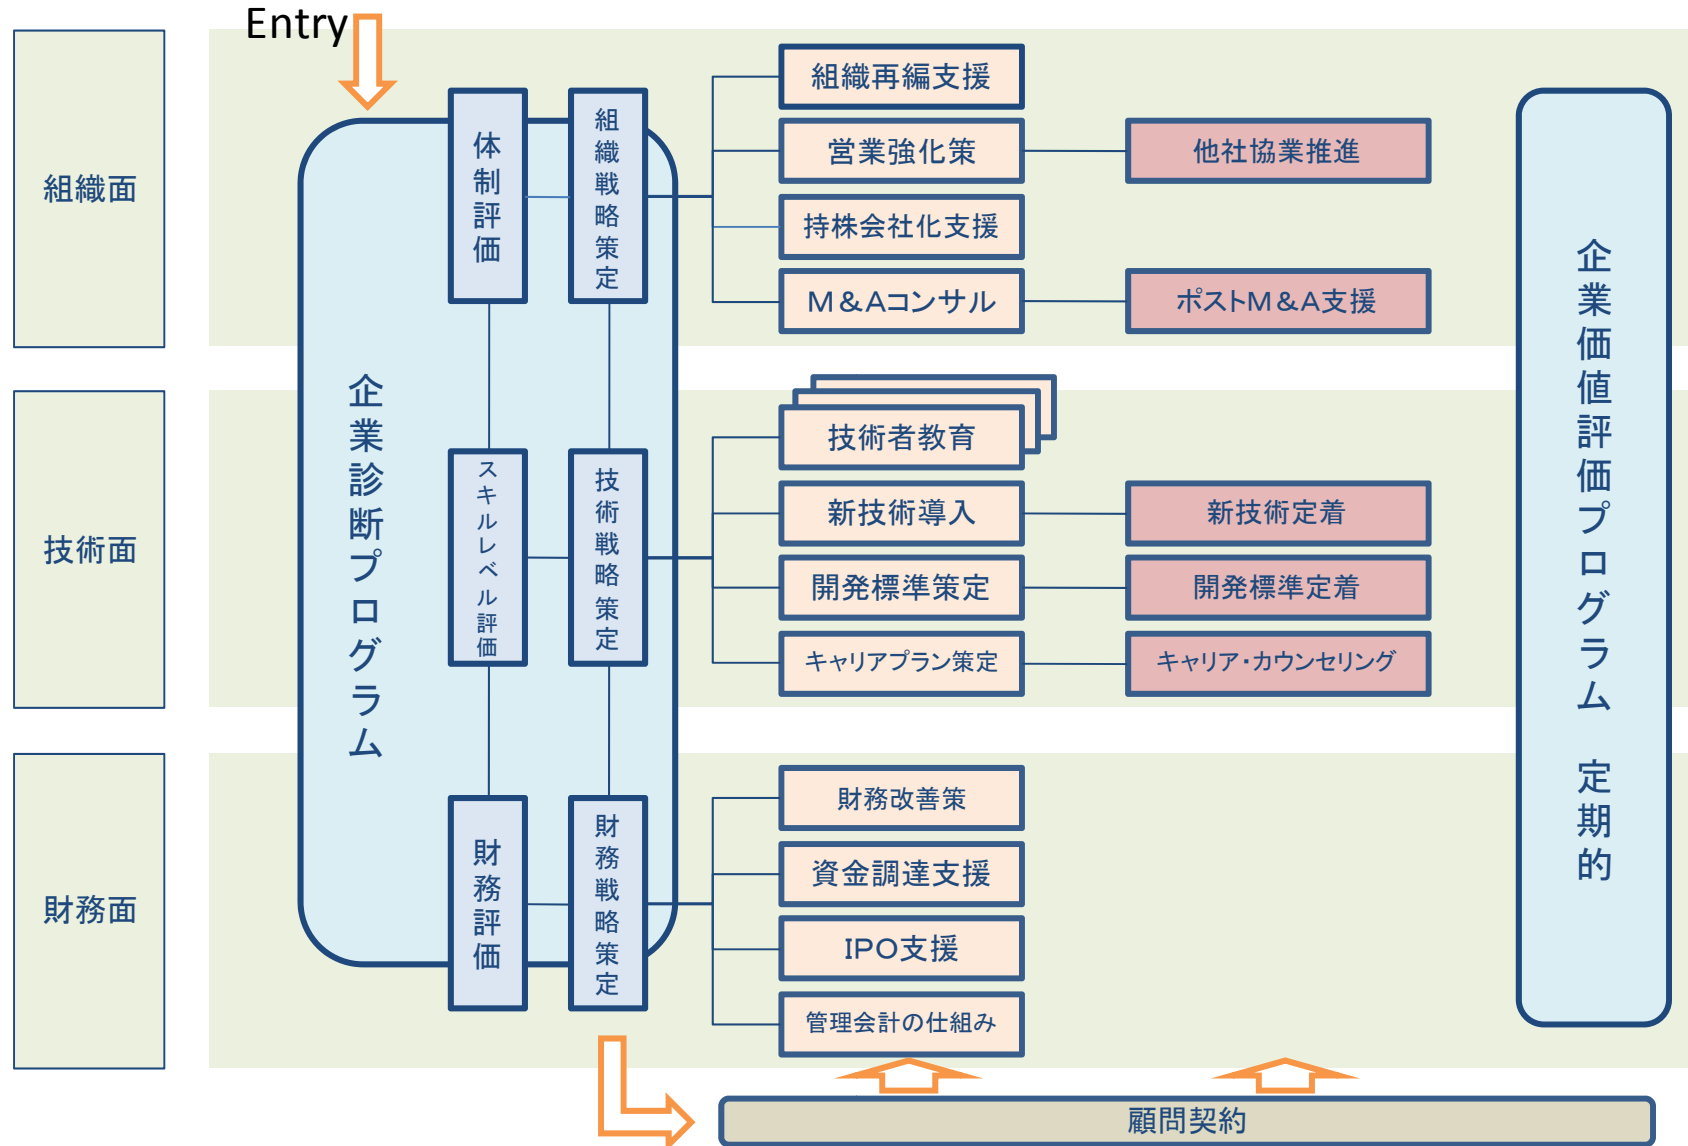 Entry
組織面
技術面
財務面
企業診断プログラム
体制評価
組織戦略策定
スキルレベル評価
技術戦略策定
財務評価
財務戦略策定
組織再編支援
営業強化策
他社協業推進
持株会社化支援
M&Aコンサル
ポストM&A支援
技術者教育
新技術導入
新技術定着
開発標準策定
開発標準定着
キャリアプラン策定
キャリア・カウンセリング
財務改善策
資金調達支援
IPO支援
管理会計の仕組み
企業価値評価プログラム 定期的
顧問契約